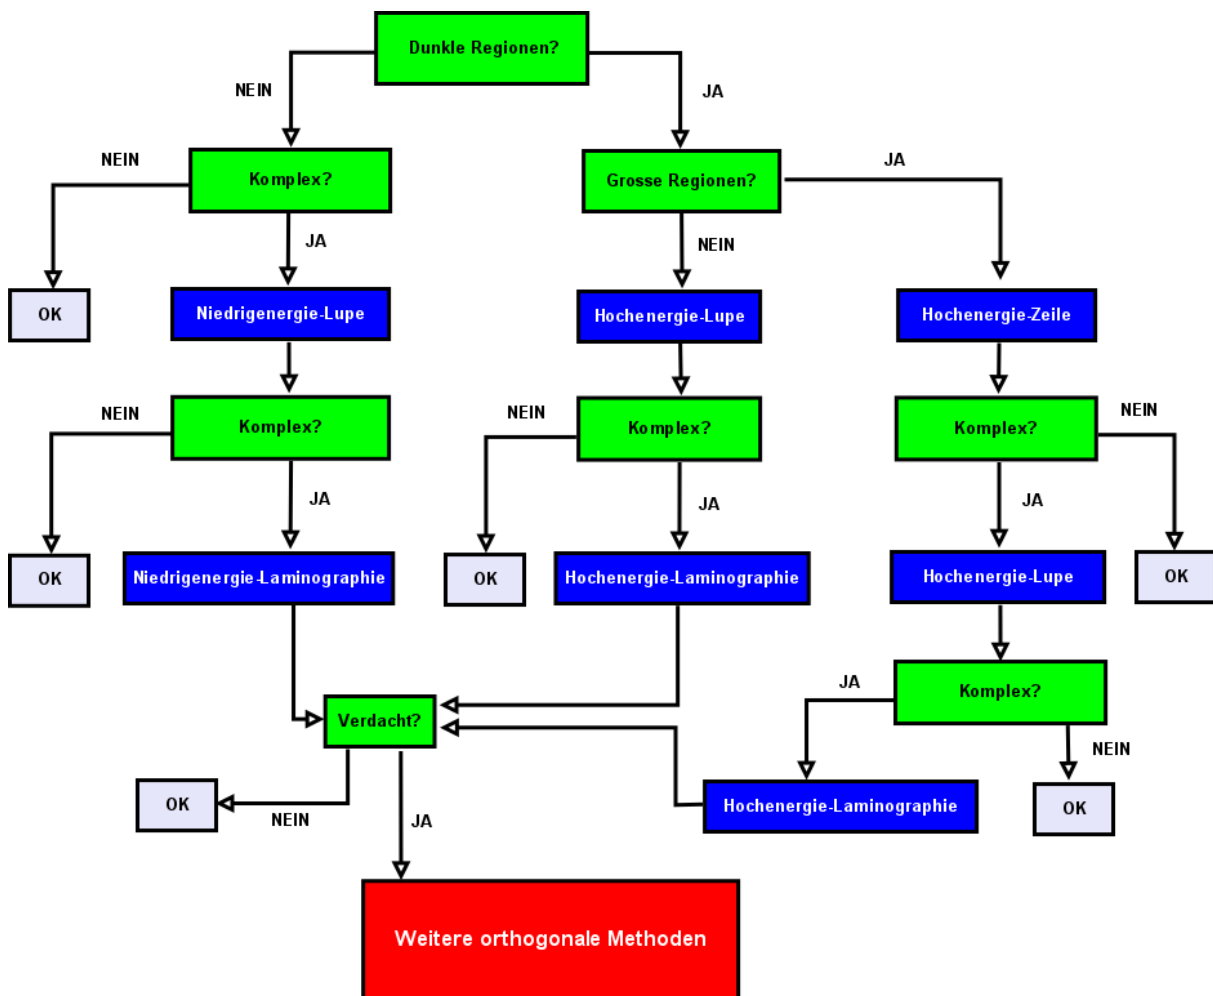 Dunkle Regionen?
NEIN
JA
NEIN
Komplex?
Grosse Regionen?
JA
JA
NEIN
OK
Niedrigenergie-Lupe
Hochenergie-Lupe
Hochenergie-Zeile
NEIN
Komplex?
NEIN
Komplex?
Komplex?
NEIN
JA
JA
JA
OK
Niedrigenergie-Laminographie
OK
Hochenergie-Laminographie
Hochenergie-Lupe
OK
JA
Komplex?
Verdacht?
NEIN
OK
NEIN
JA
Hochenergie-Laminographie
OK
Weitere orthogonale Methoden